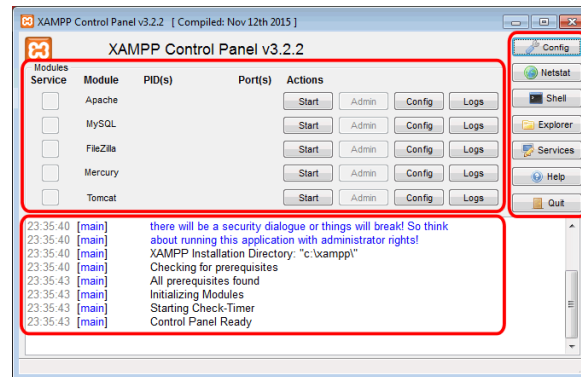 XAMPP Control Panel v3.2.2 [ Compiled: Nov 12th 2015 ]
XAMPP Control Panel v3.2.2
Config
Modules
Service Module PID(s) Port(s) Actions
Netstat
Apache Start Admin Config Logs
Shell
MySQL Start Admin Config Logs
Explorer
FileZilla Start Admin Config Logs
Services
Mercury Start Admin Config Logs
Help
Tomcat Start Admin Config Logs
Quit
23:35:40 [main] there will be a security dialogue or things will break! So think
23:35:40 [main] about running this application with administrator rights!
23:35:40 [main] XAMPP Installation Directory: "c:\xampp\"
23:35:40 [main] Checking for prerequisites
23:35:43 [main] All prerequisites found
23:35:43 [main] Initializing Modules
23:35:43 [main] Starting Check-Timer
23:35:43 [main] Control Panel Ready